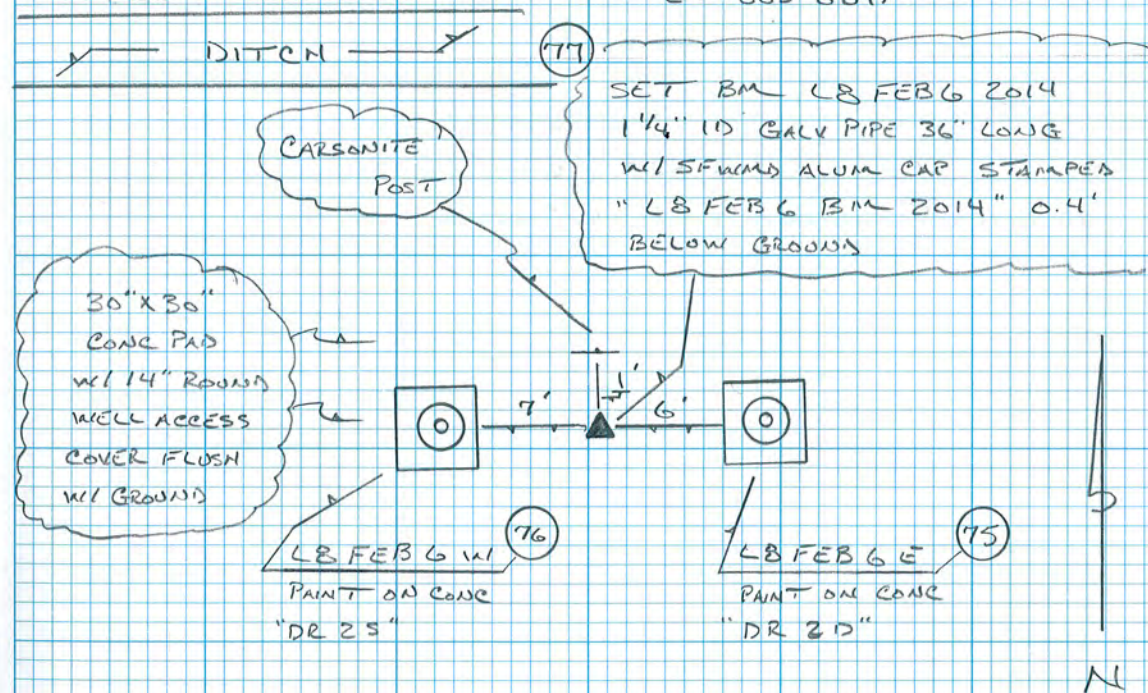 DITCH
77
SET BM L8 FEB 6 2014
1 1/4" ID GALV PIPE 36" LONG
W/ SFWMD ALUM CAP STAMPED
"L8 FEB 6 BM 2014" 0.4'
BELOW GROUND
CARSONITE
POST
30" X 30"
CONC PAD
W/ 14" ROUND
WELL ACCESS
COVER FLUSH
W/ GROUND
1'
7'
6'
76
L8 FEB 6 W
PAINT ON CONC
"DR 2S"
75
L8 FEB 6 E
PAINT ON CONC
"DR 2D"
N